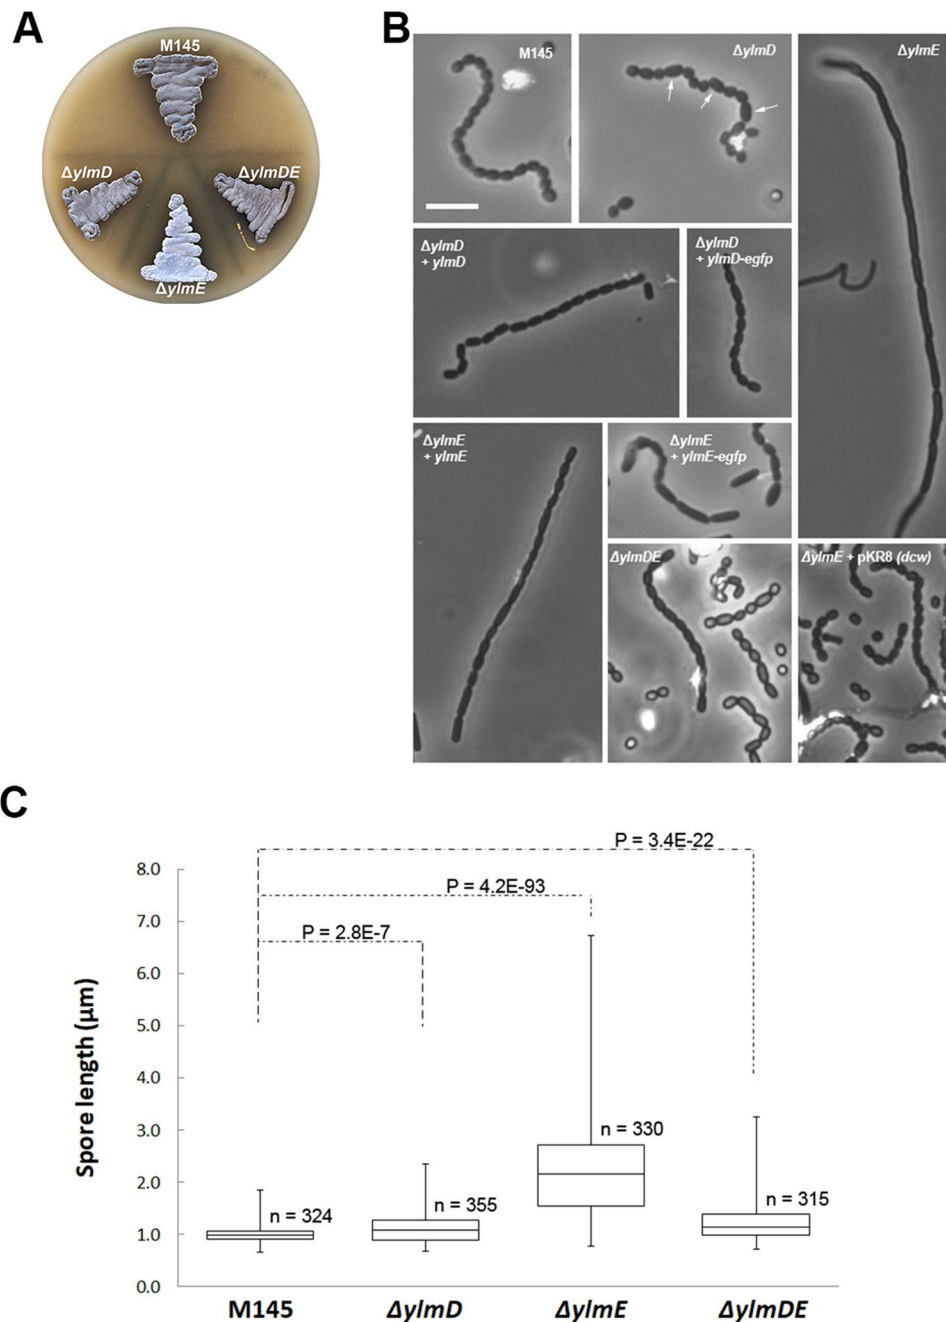 A
M145
ΔylmD
ΔylmDE
ΔylmE
B
M145
ΔylmD
ΔylmE
ΔylmD
+ ylmD
ΔylmD
+ ylmD-egfp
ΔylmE
+ ylmE
ΔylmE
+ ylmE-egfp
ΔylmDE
ΔylmE + pKR8 (dcw)
C
P = 3.4E-22
P = 4.2E-93
P = 2.8E-7
Spore length (µm)
8.0
7.0
6.0
5.0
4.0
3.0
2.0
1.0
0.0
n = 324
n = 355
n = 330
n = 315
M145
ΔylmD
ΔylmE
ΔylmDE